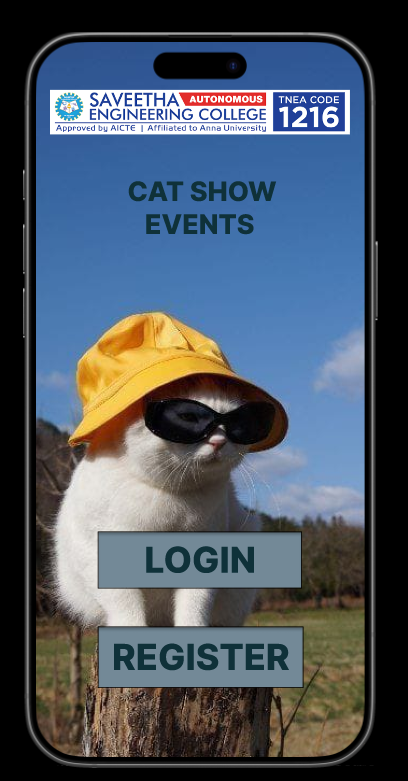 SAVEETHA AUTONOMOUS
ENGINEERING COLLEGE
Approved by AICTE | Affiliated to Anna University
TNEA CODE
1216
CAT SHOW
EVENTS
LOGIN
REGISTER